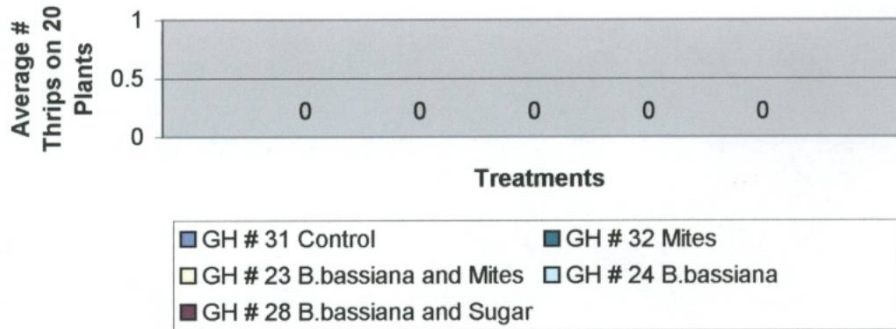 Average #
Thrips on 20
Plants
1
0.5
0
0 0 0 0 0
Treatments
GH # 31 Control GH # 32 Mites
GH # 23 B.bassiana and Mites GH # 24 B.bassiana
GH # 28 B.bassiana and Sugar